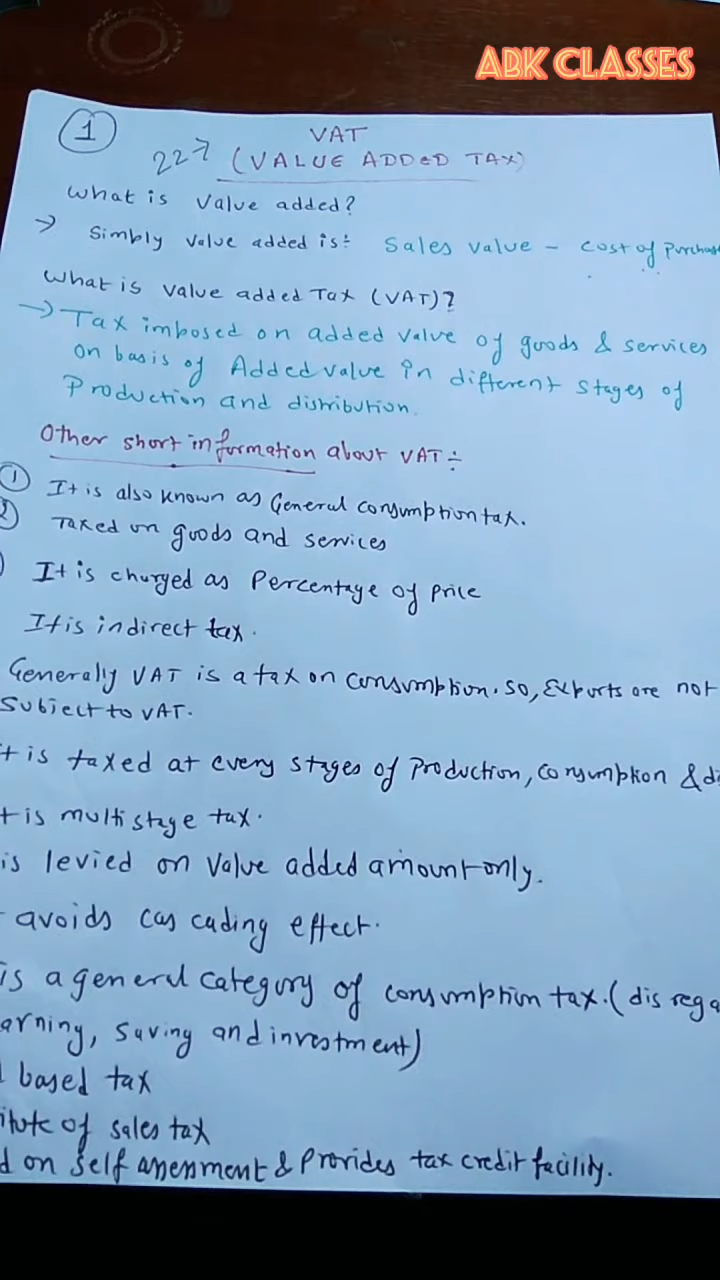 ABK CLASSES
1
VAT
227 (VALUE ADDED TAX)
What is Value added?
→ Simply value added is÷ Sales value - cost of Purchas
What is value added Tax (VAT)?
→ Tax imposed on added value of goods & services
on basis of Added value in different stages of
Production and distribution.
Other short information about VAT ÷
1 It is also known as General consumption tax.
2 Taxed on goods and services
) It is charged as Percentage of price
It is indirect tax.
Generally VAT is a tax on consumption. so, Exports are not
subject to VAT.
t is taxed at every stages of Production, consumption & di
t is multi stage tax.
is levied on value added amount only.
avoids cas cading effect.
is a general category of consumption tax. (dis rega
arning, saving and investment)
based tax
itute of sales tax
d on self assessment & Provides tax credit facility.